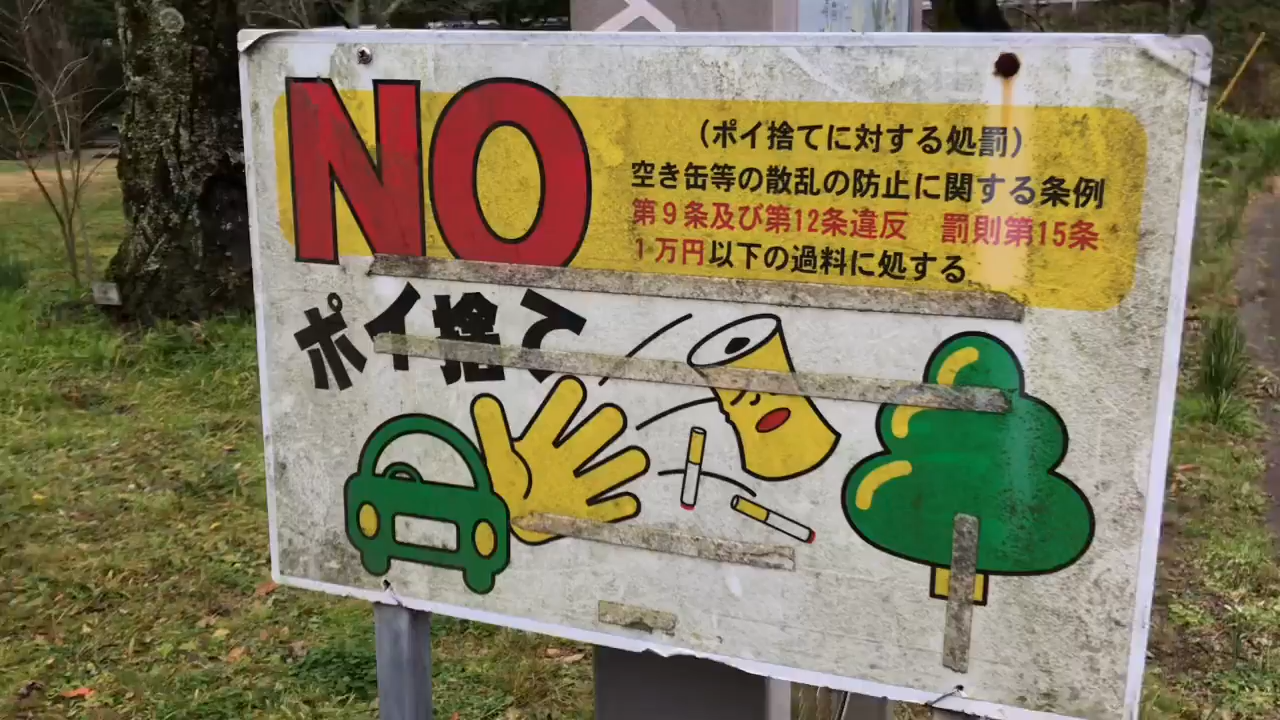 NO
(ポイ捨てに対する処罰)
空き缶等の散乱の防止に関する条例
第9条及び第12条違反　罰則第15条
1万円以下の過料に処する
ポイ捨て